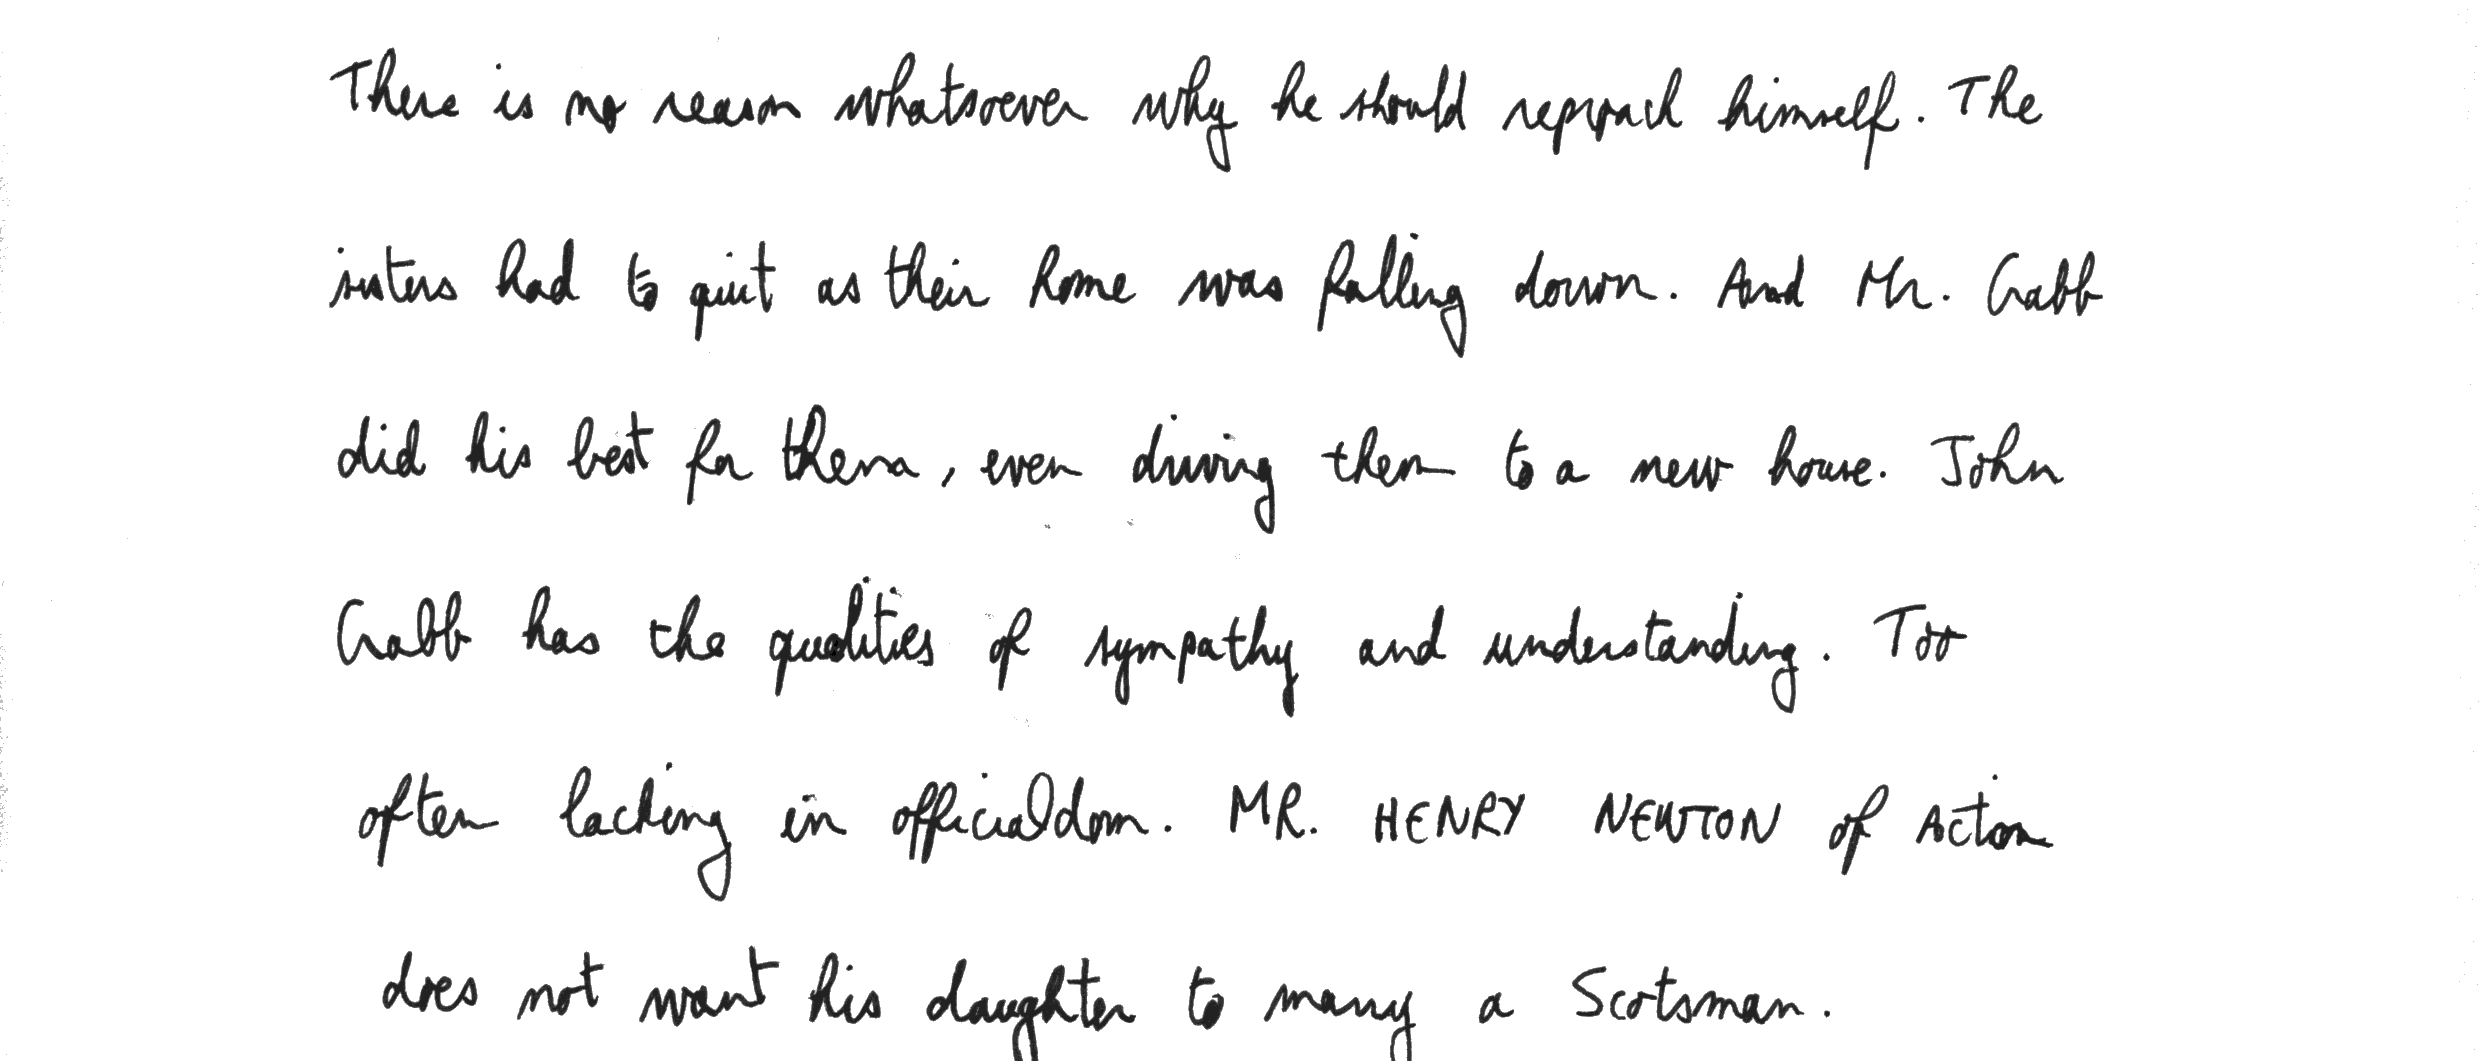 There is no reason whatsoever why he should reproach himself. The
sisters had to quit as their home was falling down. And Mr. Crabb
did his best for them, even driving them to a new house. John
Crabb has the qualities of sympathy and understanding. Too
often lacking in officialdom. MR. HENRY NEWTON of Acton
does not want his daughter to marry a Scotsman.